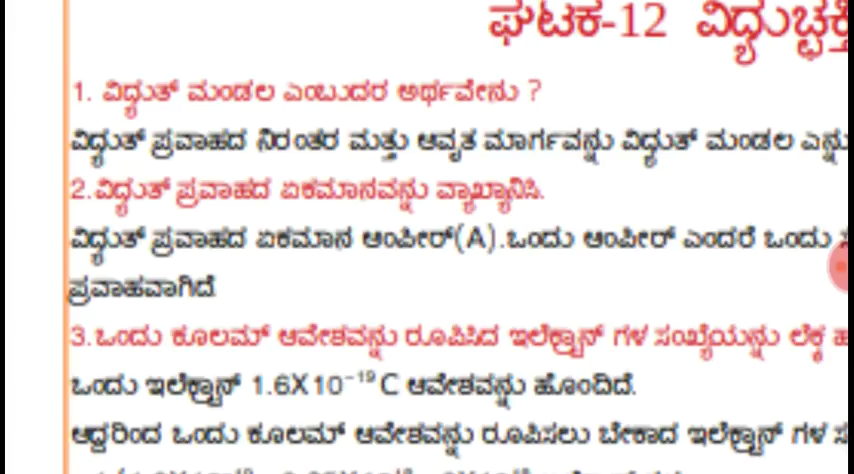 ಘಟಕ-12 ವಿಧ್ಯುಚ್ಛಕ್ತಿ
1. ವಿಧ್ಯುತ್ ಮಂಡಲ ಎಂಬುದರ ಅರ್ಥವೇನು ?
ವಿಧ್ಯುತ್ ಪ್ರವಾಹದ ನಿರಂತರ ಮತ್ತು ಆವೃತ ಮಾರ್ಗವನ್ನು ವಿಧ್ಯುತ್ ಮಂಡಲ
2.ವಿಧ್ಯುತ್ ಪ್ರವಾಹದ ಏಕಮಾನವನ್ನು ವ್ಯಾಖ್ಯಾನಿಸಿ.
ವಿಧ್ಯುತ್ ಪ್ರವಾಹದ ಏಕಮಾನ ಆಂಪೀರ್(A).ಒಂದು ಆಂಪೀರ್ ಎಂದರೆ ಒಂದು
ಪ್ರವಾಹವಾಗಿದೆ
3.ಒಂದು ಕೂಲಮ್ ಆವೇಶವನ್ನು ರೂಪಿಸಿದ ಇಲೆಕ್ಟ್ರಾನ್ ಗಳ ಸಂಖ್ಯೆಯನ್ನು ಲೆಕ್ಕ
ಒಂದು ಇಲೆಕ್ಟ್ರಾನ್ 1.6X10⁻¹⁹C ಆವೇಶವನ್ನು ಹೊಂದಿದೆ.
ಆದ್ದರಿಂದ ಒಂದು ಕೂಲಮ್ ಆವೇಶವನ್ನು ರೂಪಿಸಲು ಬೇಕಾದ ಇಲೆಕ್ಟ್ರಾನ್ ಗಳ